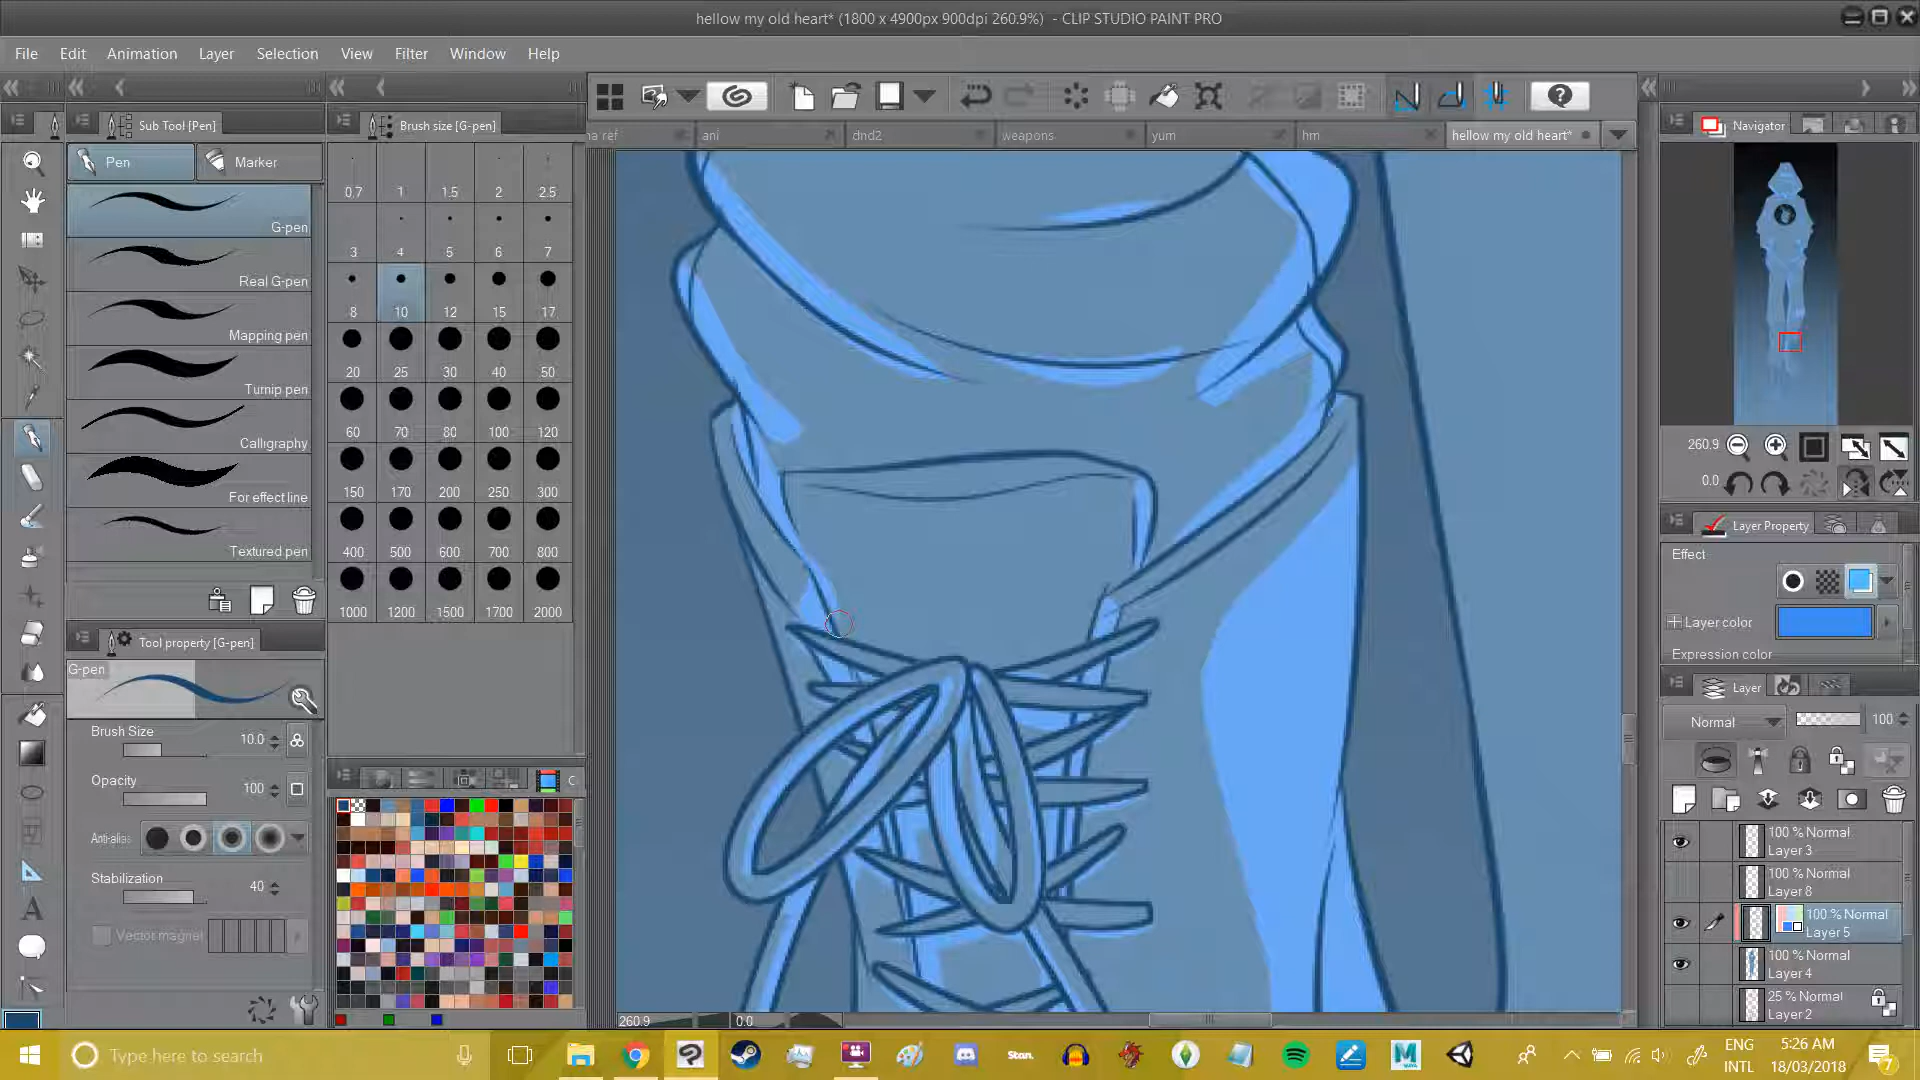 hellow my old heart* (1800 x 4900px 900dpi 260.9%) - CLIP STUDIO PAINT PRO
File Edit Animation Layer Selection View Filter Window Help
Sub Tool [Pen]
Brush size [G-pen]
na ref
ani
dnd2
weapons
yum
hm
hellow my old heart*
Navigator
Pen
Marker
G-pen
Real G-pen
Mapping pen
Turnip pen
Calligraphy
For effect line
Textured pen
0.7 1 1.5 2 2.5
3 4 5 6 7
8 10 12 15 17
20 25 30 40 50
60 70 80 100 120
150 170 200 250 300
400 500 600 700 800
1000 1200 1500 1700 2000
Tool property [G-pen]
G-pen
Brush Size 10.0
Opacity 100
Anti-alias
Stabilization 40
Vector magnet
C
260.9 0.0
260.9
0.0
Layer Property
Effect
Layer color
Expression color
Layer
Normal 100
100 % Normal
Layer 3
100 % Normal
Layer 8
100 % Normal
Layer 5
100 % Normal
Layer 4
25 % Normal
Layer 2
Type here to search
Stan.
ENG
INTL
5:26 AM
18/03/2018
7